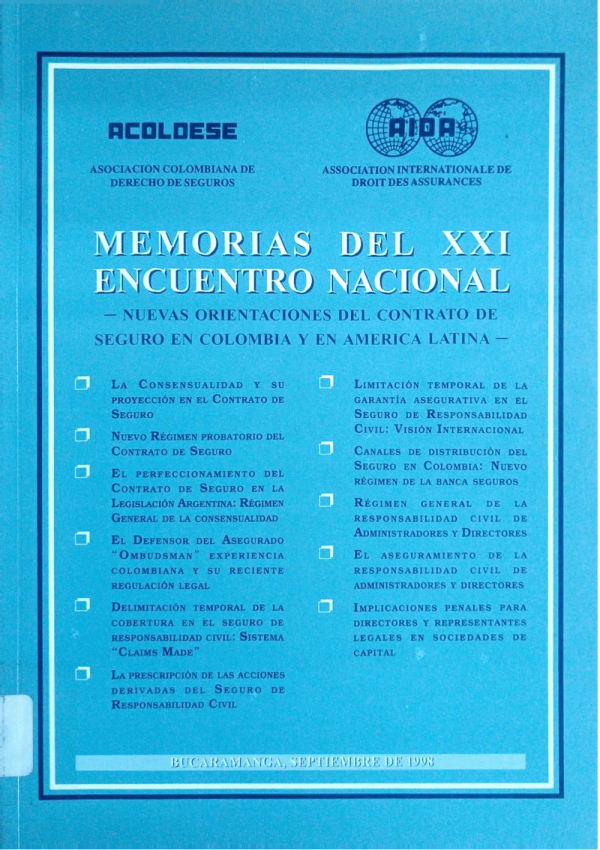 ACOLDESE
ASOCIACION COLOMBIANA DE
DERECHO DE SEGUROS
AIDA
ASSOCIATION INTERNATIONALE DE
DROIT DES ASSURANCES
MEMORIAS DEL XXI
ENCUENTRO NACIONAL
— NUEVAS ORIENTACIONES DEL CONTRATO DE
SEGURO EN COLOMBIA Y EN AMERICA LATINA —
LA CONSENSUALIDAD Y SU
PROYECCIÓN EN EL CONTRATO DE
SEGURO
NUEVO RÉGIMEN PROBATORIO DEL
CONTRATO DE SEGURO
EL PERFECCIONAMIENTO DEL
CONTRATO DE SEGURO EN LA
LEGISLACIÓN ARGENTINA: RÉGIMEN
GENERAL DE LA CONSENSUALIDAD
EL DEFENSOR DEL ASEGURADO
"OMBUDSMAN" EXPERIENCIA
COLOMBIANA Y SU RECIENTE
REGULACIÓN LEGAL
DELIMITACIÓN TEMPORAL DE LA
COBERTURA EN EL SEGURO DE
RESPONSABILIDAD CIVIL: SISTEMA
"CLAIMS MADE"
LA PRESCRIPCIÓN DE LAS ACCIONES
DERIVADAS DEL SEGURO DE
RESPONSABILIDAD CIVIL
LIMITACIÓN TEMPORAL DE LA
GARANTÍA ASEGURATIVA EN EL
SEGURO DE RESPONSABILIDAD
CIVIL: VISIÓN INTERNACIONAL
CANALES DE DISTRIBUCIÓN DEL
SEGURO EN COLOMBIA: NUEVO
RÉGIMEN DE LA BANCA SEGUROS
RÉGIMEN GENERAL DE LA
RESPONSABILIDAD CIVIL DE
ADMINISTRADORES Y DIRECTORES
EL ASEGURAMIENTO DE LA
RESPONSABILIDAD CIVIL DE
ADMINISTRADORES Y DIRECTORES
IMPLICACIONES PENALES PARA
DIRECTORES Y REPRESENTANTES
LEGALES EN SOCIEDADES DE
CAPITAL
BUCARAMANGA, SEPTIEMBRE DE 1998